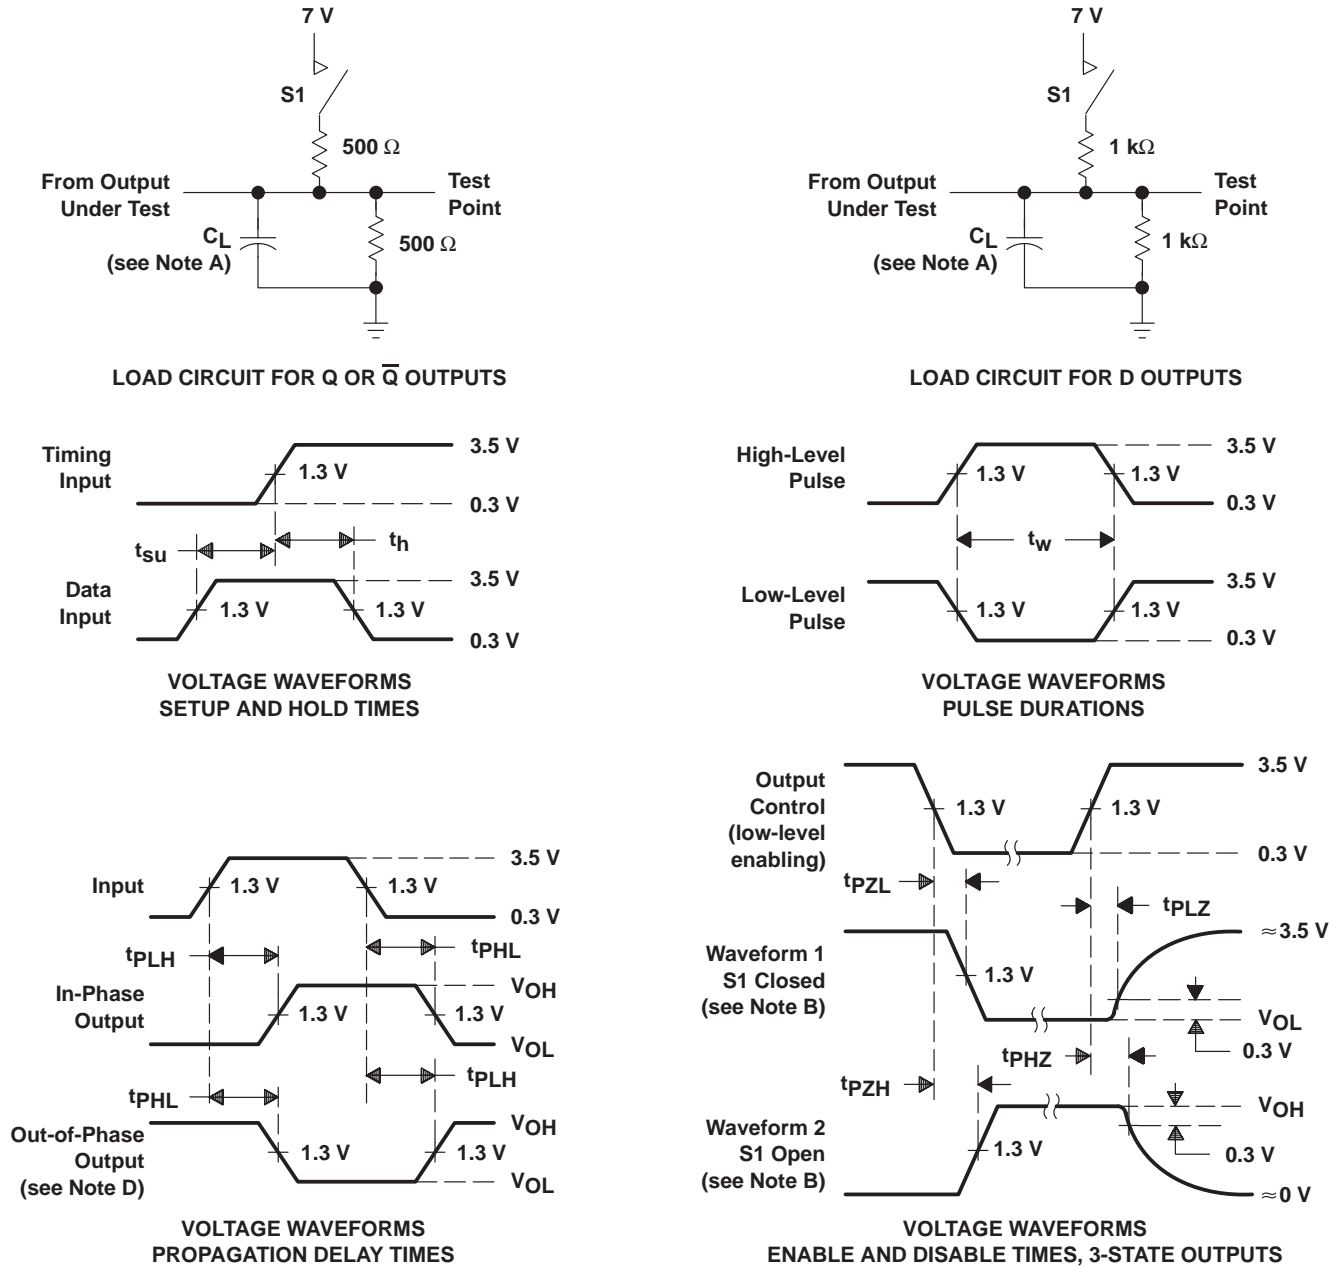 7 V
S1
500 Ω
From Output
Under Test
Test
Point
CL
(see Note A)
500 Ω
LOAD CIRCUIT FOR Q OR Q̅ OUTPUTS
7 V
S1
1 kΩ
From Output
Under Test
Test
Point
CL
(see Note A)
1 kΩ
LOAD CIRCUIT FOR D OUTPUTS
Timing
Input
3.5 V
1.3 V
0.3 V
tsu
th
Data
Input
3.5 V
1.3 V
1.3 V
0.3 V
VOLTAGE WAVEFORMS
SETUP AND HOLD TIMES
High-Level
Pulse
3.5 V
1.3 V
1.3 V
0.3 V
tw
Low-Level
Pulse
3.5 V
1.3 V
1.3 V
0.3 V
VOLTAGE WAVEFORMS
PULSE DURATIONS
Input
3.5 V
1.3 V
1.3 V
0.3 V
tPLH
tPHL
In-Phase
Output
VOH
1.3 V
1.3 V
VOL
tPHL
tPLH
Out-of-Phase
Output
(see Note D)
VOH
1.3 V
1.3 V
VOL
VOLTAGE WAVEFORMS
PROPAGATION DELAY TIMES
Output
Control
(low-level
enabling)
3.5 V
1.3 V
1.3 V
0.3 V
tPZL
tPLZ
Waveform 1
S1 Closed
(see Note B)
≈3.5 V
1.3 V
VOL
0.3 V
tPHZ
tPZH
Waveform 2
S1 Open
(see Note B)
VOH
1.3 V
0.3 V
≈0 V
VOLTAGE WAVEFORMS
ENABLE AND DISABLE TIMES, 3-STATE OUTPUTS